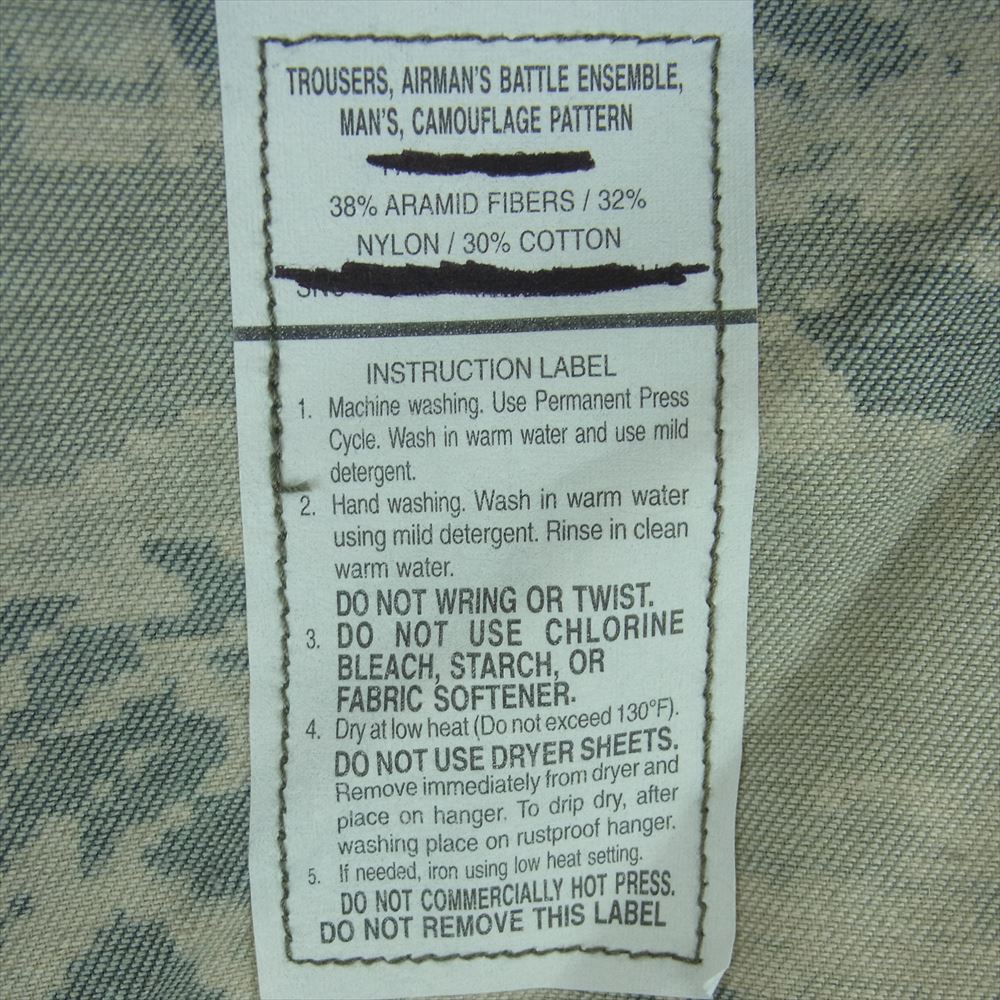 TROUSERS, AIRMAN'S BATTLE ENSEMBLE,
MAN'S, CAMOUFLAGE PATTERN
38% ARAMID FIBERS / 32%
NYLON / 30% COTTON
INSTRUCTION LABEL
1. Machine washing. Use Permanent Press
Cycle. Wash in warm water and use mild
detergent.
2. Hand washing. Wash in warm water
using mild detergent. Rinse in clean
warm water.
DO NOT WRING OR TWIST.
3. DO NOT USE CHLORINE
BLEACH, STARCH, OR
FABRIC SOFTENER.
4. Dry at low heat (Do not exceed 130°F).
DO NOT USE DRYER SHEETS.
Remove immediately from dryer and
place on hanger. To drip dry, after
washing place on rustproof hanger.
5. If needed, iron using low heat setting.
DO NOT COMMERCIALLY HOT PRESS.
DO NOT REMOVE THIS LABEL